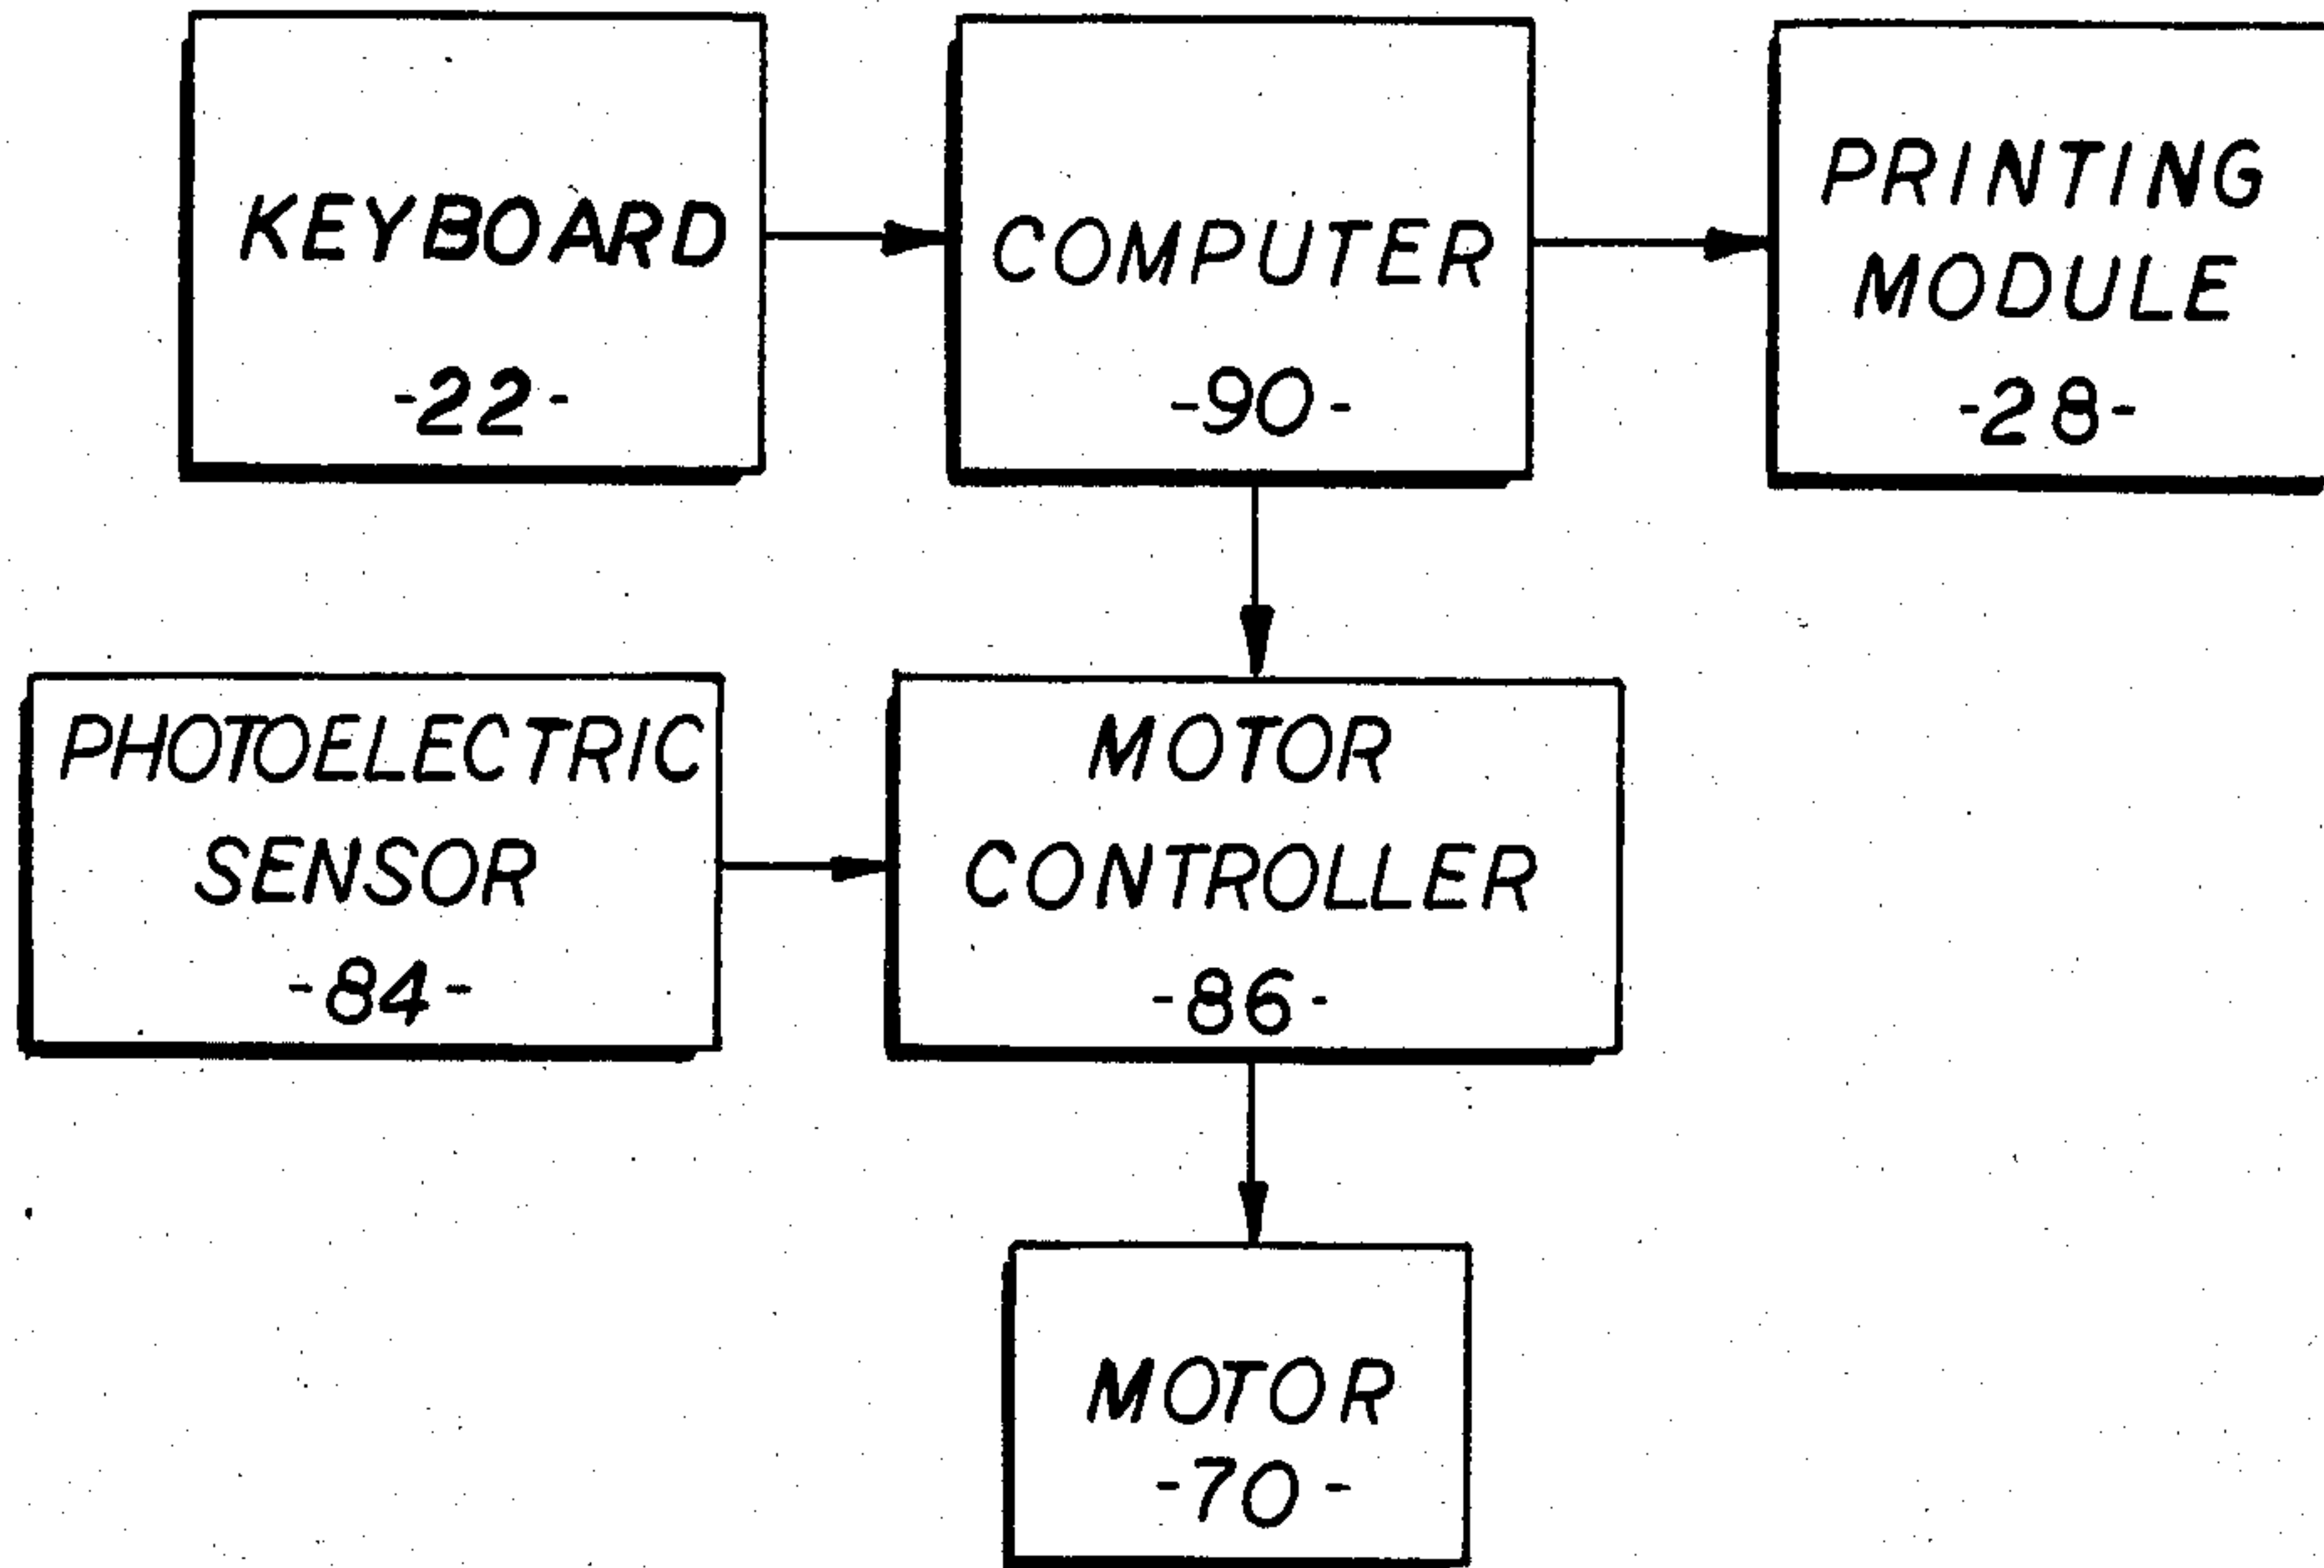 KEYBOARD
-22-
COMPUTER
-90-
PRINTING
MODULE
-28-
PHOTOELECTRIC
SENSOR
-84-
MOTOR
CONTROLLER
-86-
MOTOR
-70-